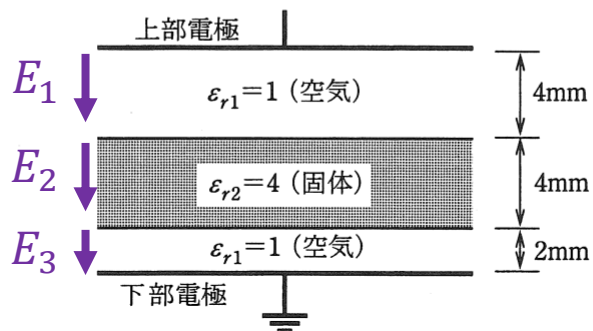 上部電極
E₁
εr1=1 (空気)
4mm
E₂
εr2=4 (固体)
4mm
E₃
εr1=1 (空気)
2mm
下部電極